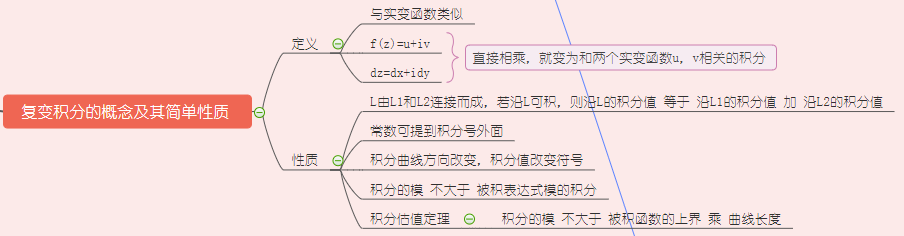 复变积分的概念及其简单性质
定义
与实变函数类似
f(z)=u+iv
dz=dx+idy
直接相乘，就变为和两个实变函数u，v相关的积分
性质
L由L1和L2连接而成，若沿L可积，则沿L的积分值 等于 沿L1的积分值 加 沿L2的积分值
常数可提到积分号外面
积分曲线方向改变，积分值改变符号
积分的模 不大于 被积表达式模的积分
积分估值定理
积分的模 不大于 被积函数的上界 乘 曲线长度